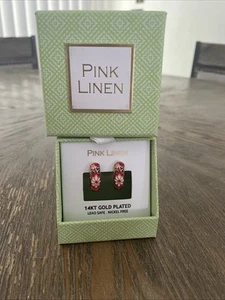 PINK
LINEN
PINK LINEN
14KT GOLD PLATED
LEAD SAFE · NICKEL FREE